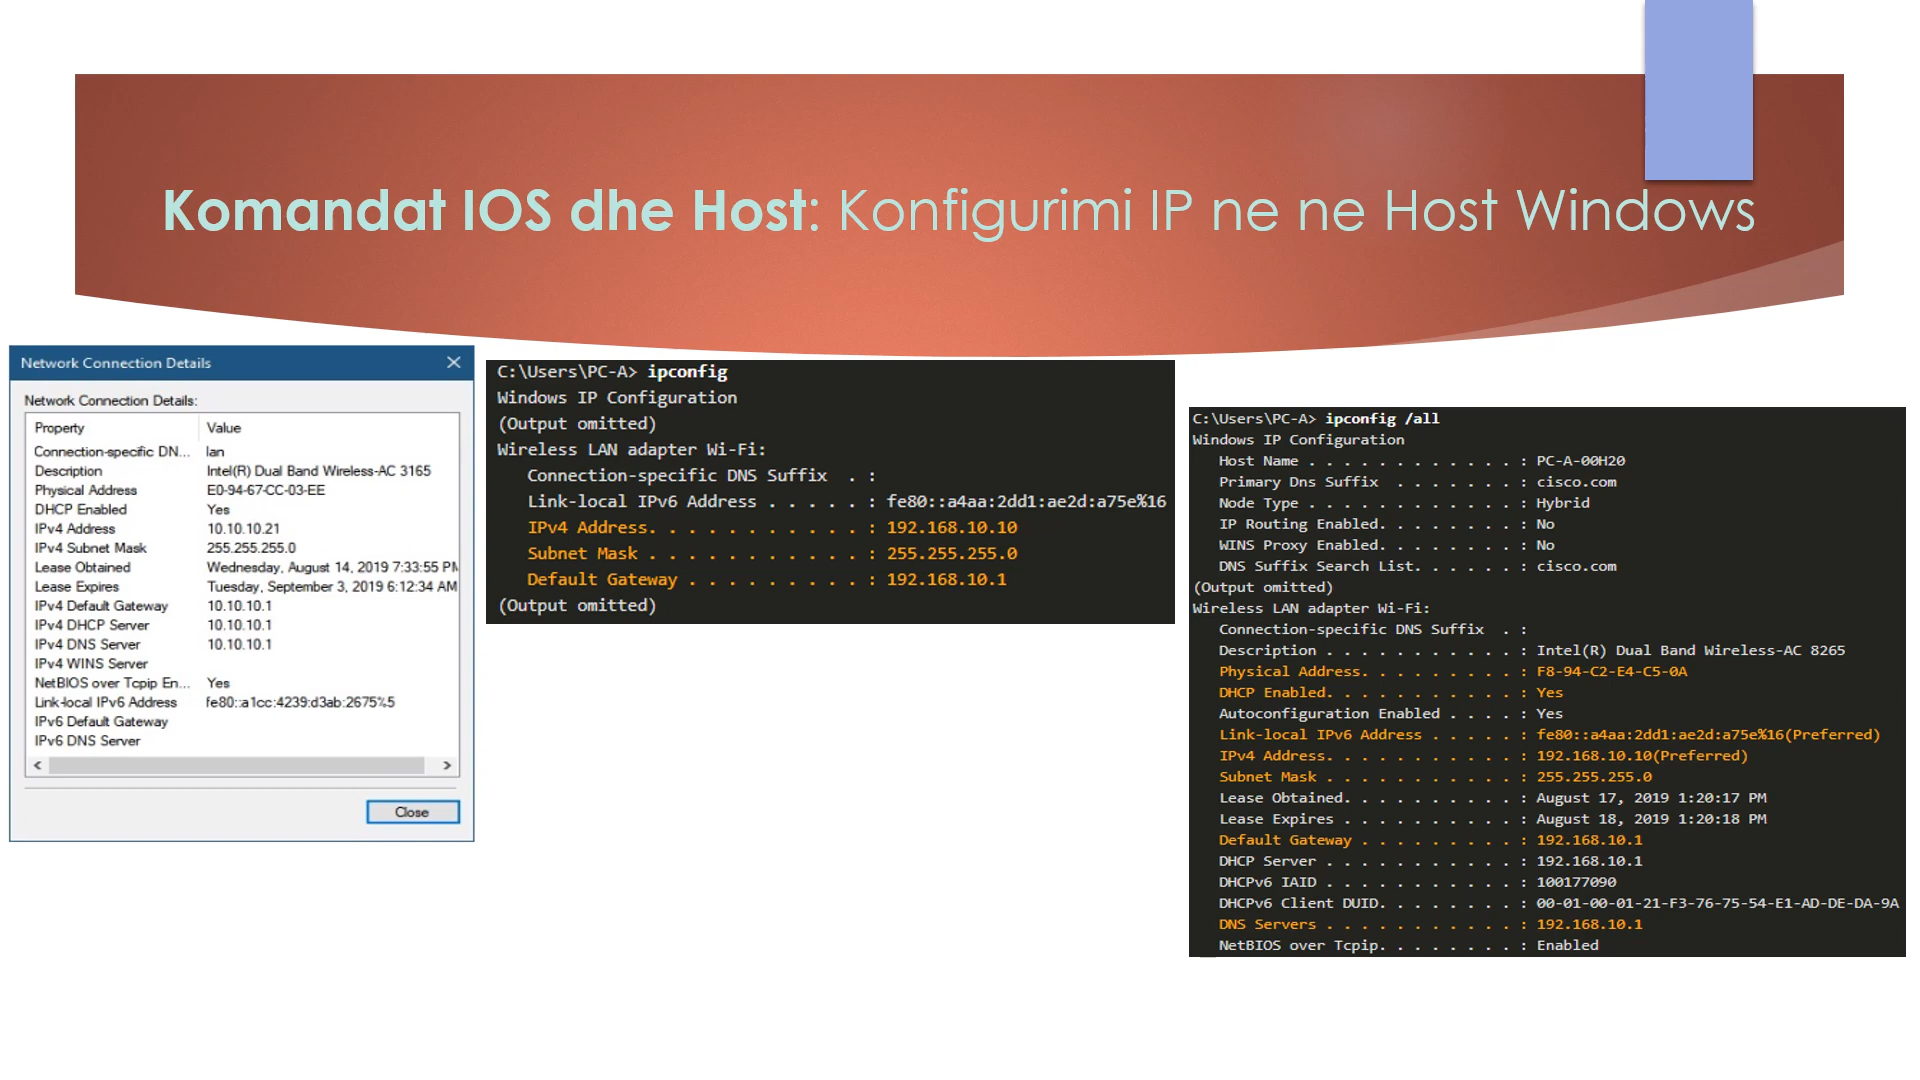 Komandat IOS dhe Host: Konfigurimi IP ne ne Host Windows
Network Connection Details
Network Connection Details:
Property Value
Connection-specific DN... lan
Description Intel(R) Dual Band Wireless-AC 3165
Physical Address E0-94-67-CC-03-EE
DHCP Enabled Yes
IPv4 Address 10.10.10.21
IPv4 Subnet Mask 255.255.255.0
Lease Obtained Wednesday, August 14, 2019 7:33:55 PM
Lease Expires Tuesday, September 3, 2019 6:12:34 AM
IPv4 Default Gateway 10.10.10.1
IPv4 DHCP Server 10.10.10.1
IPv4 DNS Server 10.10.10.1
IPv4 WINS Server
NetBIOS over Tcpip En... Yes
Link-local IPv6 Address fe80::a1cc:4239:d3ab:2675%5
IPv6 Default Gateway
IPv6 DNS Server
Close
C:\Users\PC-A> ipconfig
Windows IP Configuration
(Output omitted)
Wireless LAN adapter Wi-Fi:
Connection-specific DNS Suffix . :
Link-local IPv6 Address . . . . . : fe80::a4aa:2dd1:ae2d:a75e%16
IPv4 Address. . . . . . . . . . . : 192.168.10.10
Subnet Mask . . . . . . . . . . . : 255.255.255.0
Default Gateway . . . . . . . . . : 192.168.10.1
(Output omitted)
C:\Users\PC-A> ipconfig /all
Windows IP Configuration
Host Name . . . . . . . . . . . . : PC-A-00H20
Primary Dns Suffix . . . . . . . : cisco.com
Node Type . . . . . . . . . . . . : Hybrid
IP Routing Enabled. . . . . . . . : No
WINS Proxy Enabled. . . . . . . . : No
DNS Suffix Search List. . . . . . : cisco.com
(Output omitted)
Wireless LAN adapter Wi-Fi:
Connection-specific DNS Suffix . :
Description . . . . . . . . . . . : Intel(R) Dual Band Wireless-AC 8265
Physical Address. . . . . . . . . : F8-94-C2-E4-C5-0A
DHCP Enabled. . . . . . . . . . . : Yes
Autoconfiguration Enabled . . . . : Yes
Link-local IPv6 Address . . . . . : fe80::a4aa:2dd1:ae2d:a75e%16(Preferred)
IPv4 Address. . . . . . . . . . . : 192.168.10.10(Preferred)
Subnet Mask . . . . . . . . . . . : 255.255.255.0
Lease Obtained. . . . . . . . . . : August 17, 2019 1:20:17 PM
Lease Expires . . . . . . . . . . : August 18, 2019 1:20:18 PM
Default Gateway . . . . . . . . . : 192.168.10.1
DHCP Server . . . . . . . . . . . : 192.168.10.1
DHCPv6 IAID . . . . . . . . . . . : 100177090
DHCPv6 Client DUID. . . . . . . . : 00-01-00-01-21-F3-76-75-54-E1-AD-DE-DA-9A
DNS Servers . . . . . . . . . . . : 192.168.10.1
NetBIOS over Tcpip. . . . . . . . : Enabled